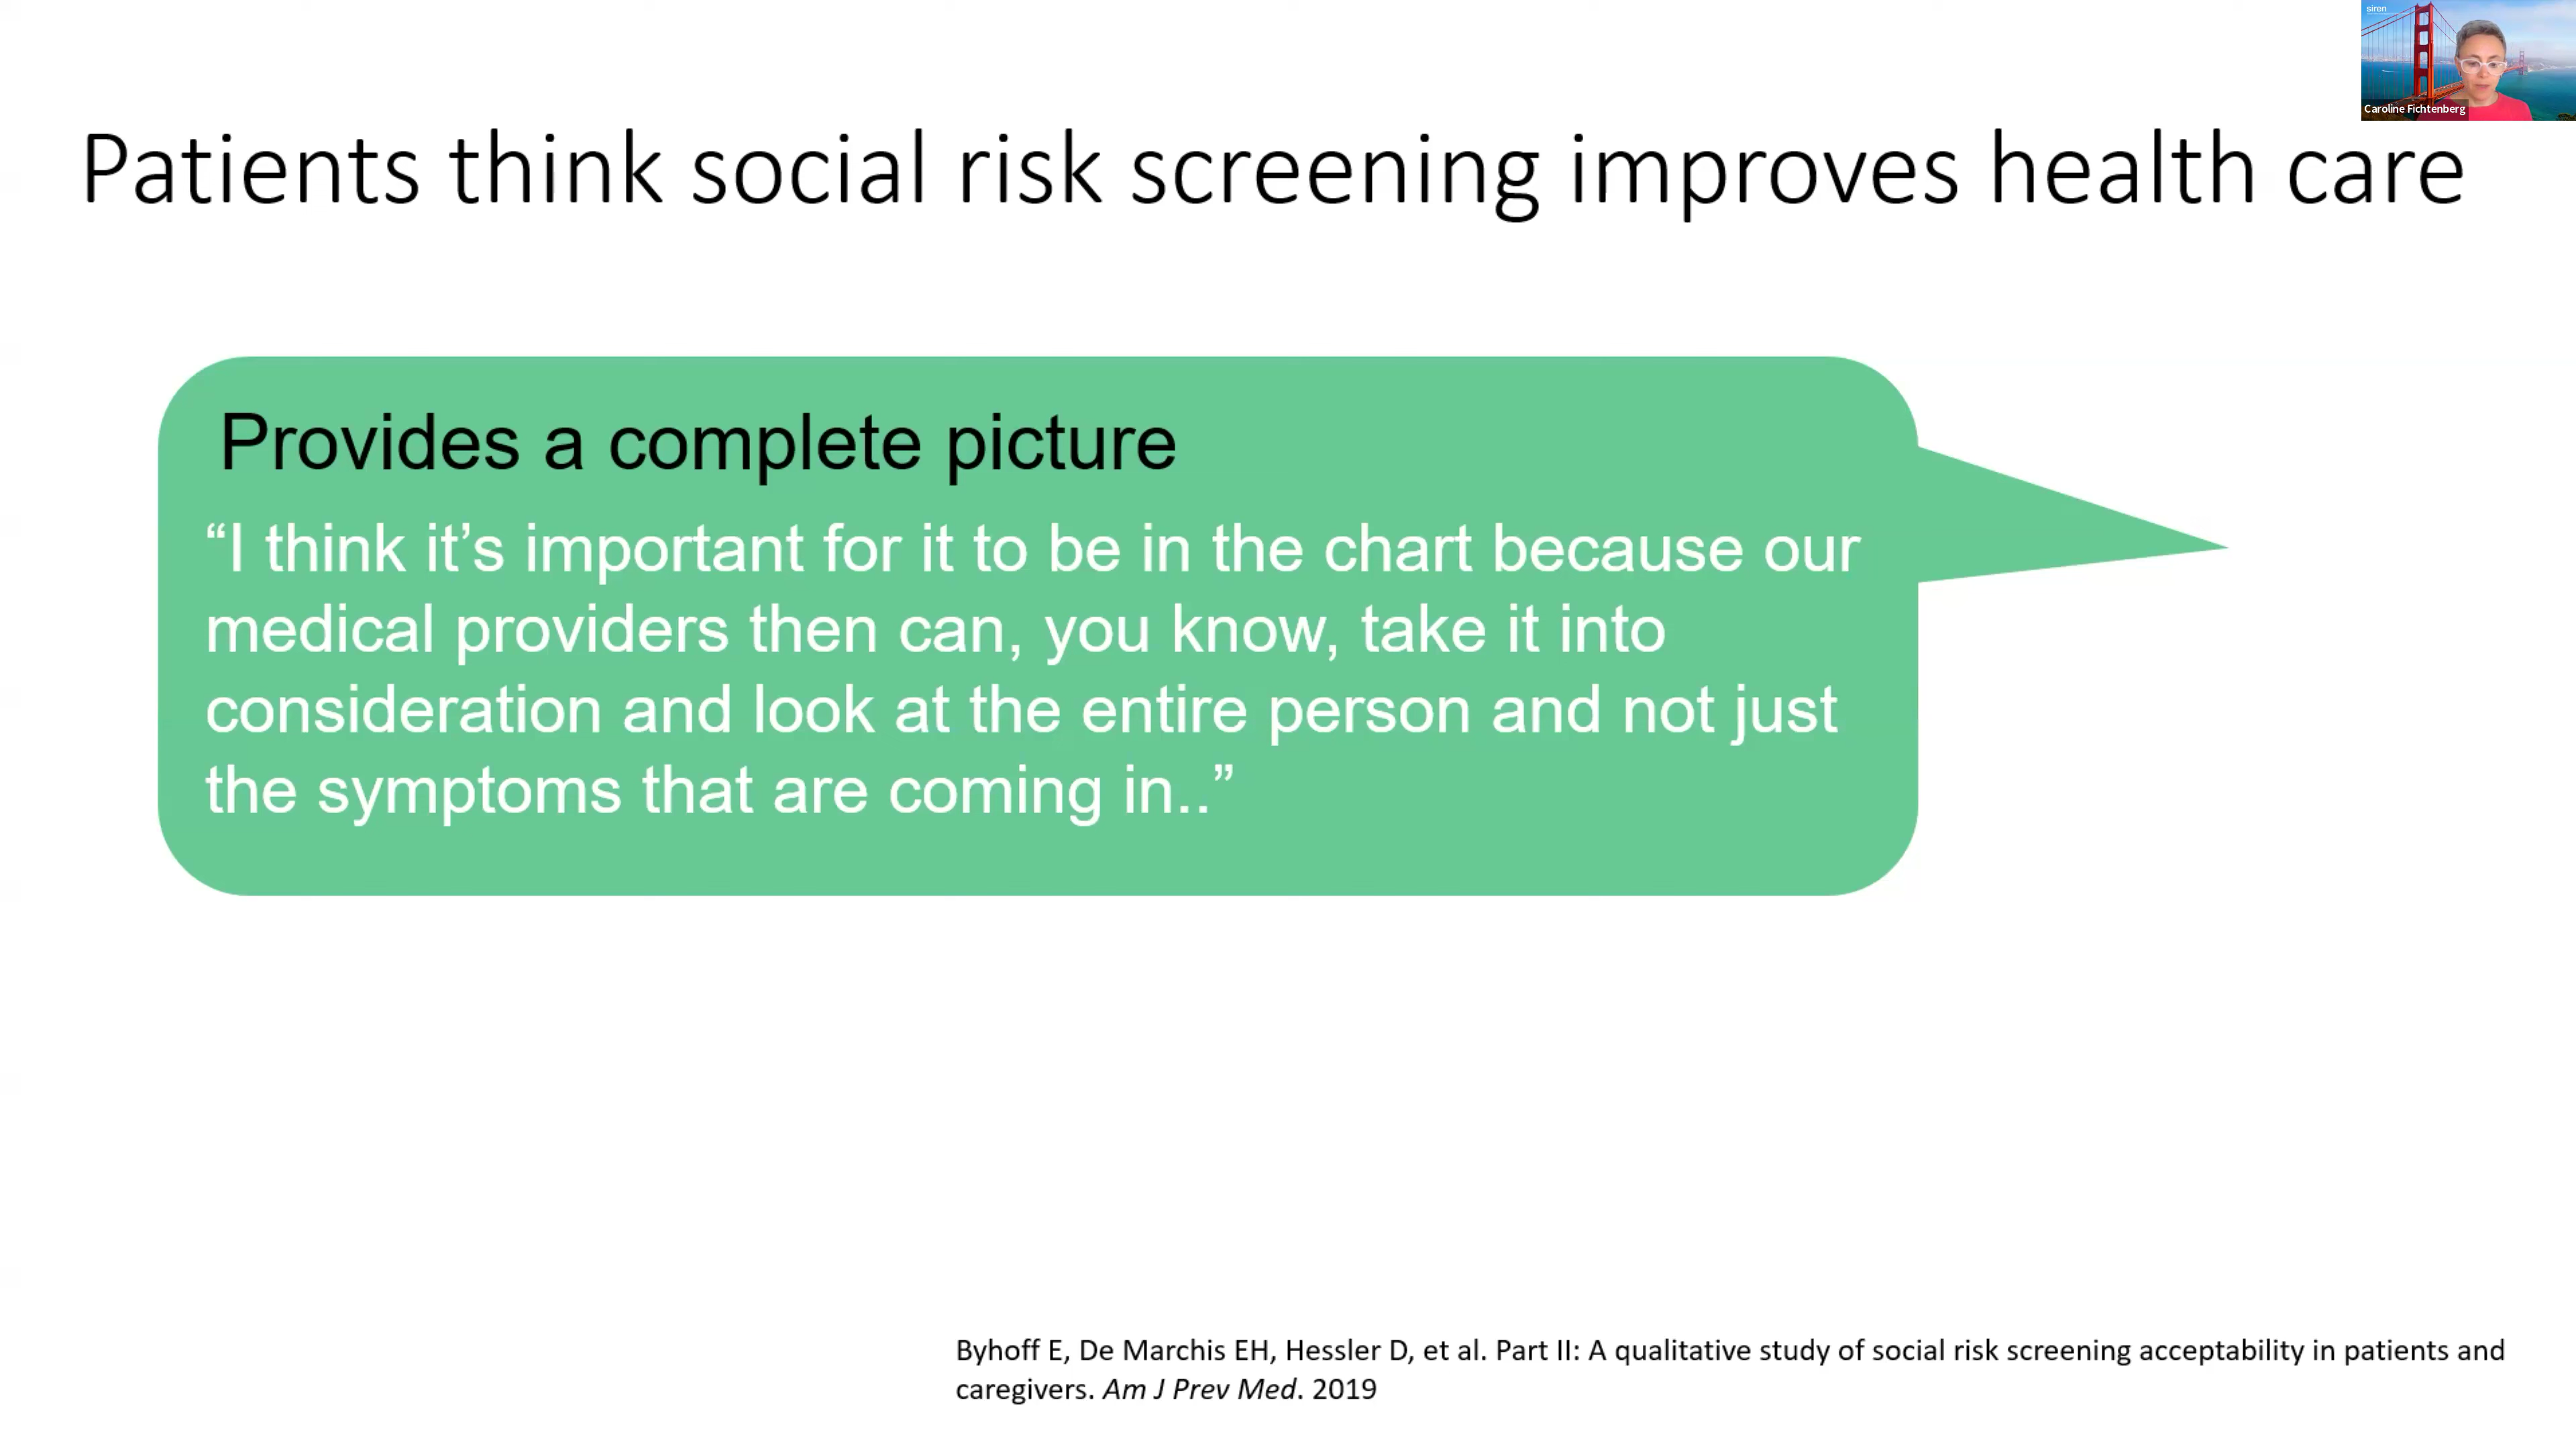 siren
Caroline Fichtenberg
Patients think social risk screening improves health care
Provides a complete picture
“I think it’s important for it to be in the chart because our
medical providers then can, you know, take it into
consideration and look at the entire person and not just
the symptoms that are coming in..”
Byhoff E, De Marchis EH, Hessler D, et al. Part II: A qualitative study of social risk screening acceptability in patients and
caregivers. Am J Prev Med. 2019